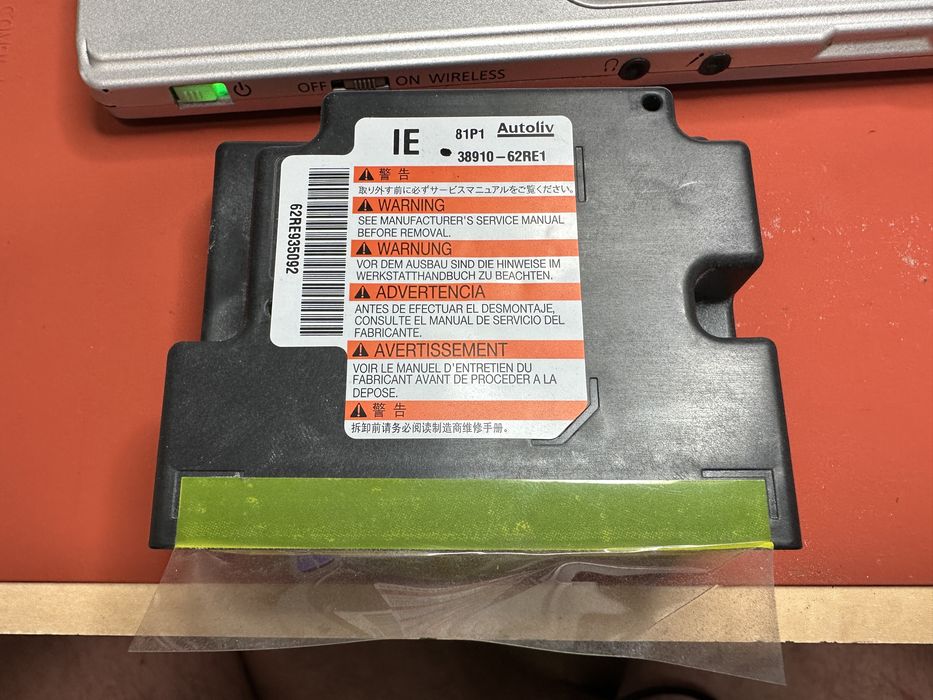 OFF ON WIRELESS
IE 81P1 Autoliv
38910-62RE1
62RE935092
警告
取り外す前に必ずサービスマニュアルをご覧ください。
WARNING
SEE MANUFACTURER'S SERVICE MANUAL
BEFORE REMOVAL.
WARNUNG
VOR DEM AUSBAU SIND DIE HINWEISE IM
WERKSTATTHANDBUCH ZU BEACHTEN.
ADVERTENCIA
ANTES DE EFECTUAR EL DESMONTAJE,
CONSULTE EL MANUAL DE SERVICIO DEL
FABRICANTE.
AVERTISSEMENT
VOIR LE MANUEL D'ENTRETIEN DU
FABRICANT AVANT DE PROCEDER A LA
DEPOSE.
警告
拆卸前请务必阅读制造商维修手册。